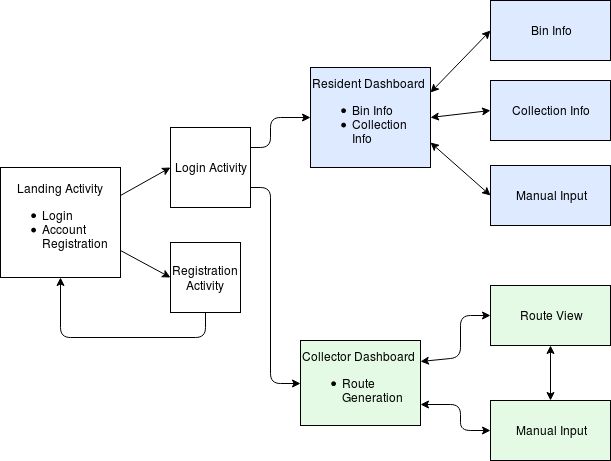 Landing Activity
● Login
● Account
Registration
Login Activity
Registration
Activity
Resident Dashboard
● Bin Info
● Collection
Info
Bin Info
Collection Info
Manual Input
Collector Dashboard
● Route
Generation
Route View
Manual Input